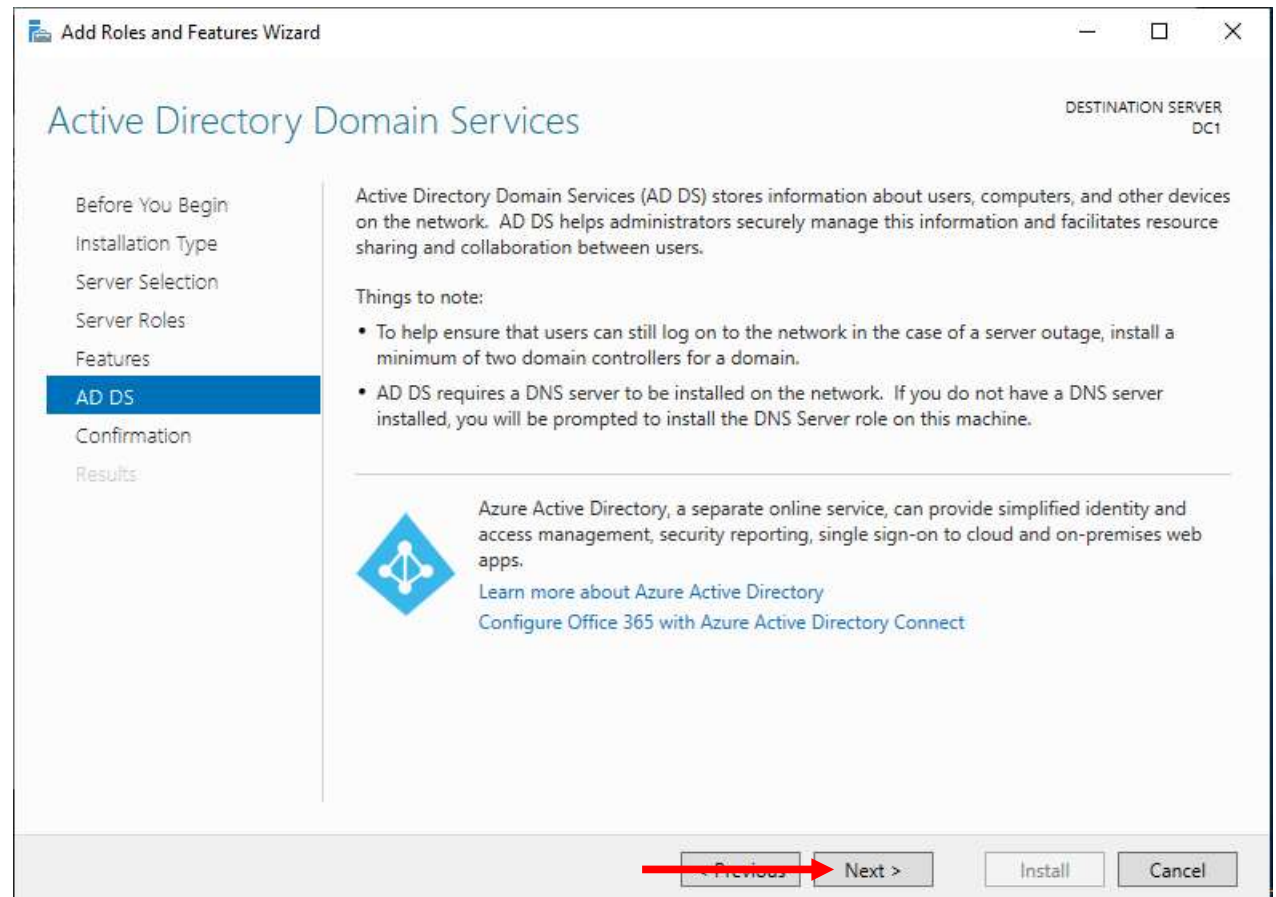 Add Roles and Features Wizard
Active Directory Domain Services
DESTINATION SERVER
DC1
Before You Begin
Installation Type
Server Selection
Server Roles
Features
AD DS
Confirmation
Results
Active Directory Domain Services (AD DS) stores information about users, computers, and other devices
on the network. AD DS helps administrators securely manage this information and facilitates resource
sharing and collaboration between users.
Things to note:
• To help ensure that users can still log on to the network in the case of a server outage, install a
minimum of two domain controllers for a domain.
• AD DS requires a DNS server to be installed on the network. If you do not have a DNS server
installed, you will be prompted to install the DNS Server role on this machine.
Azure Active Directory, a separate online service, can provide simplified identity and
access management, security reporting, single sign-on to cloud and on-premises web
apps.
Learn more about Azure Active Directory
Configure Office 365 with Azure Active Directory Connect
< Previous
Next >
Install
Cancel